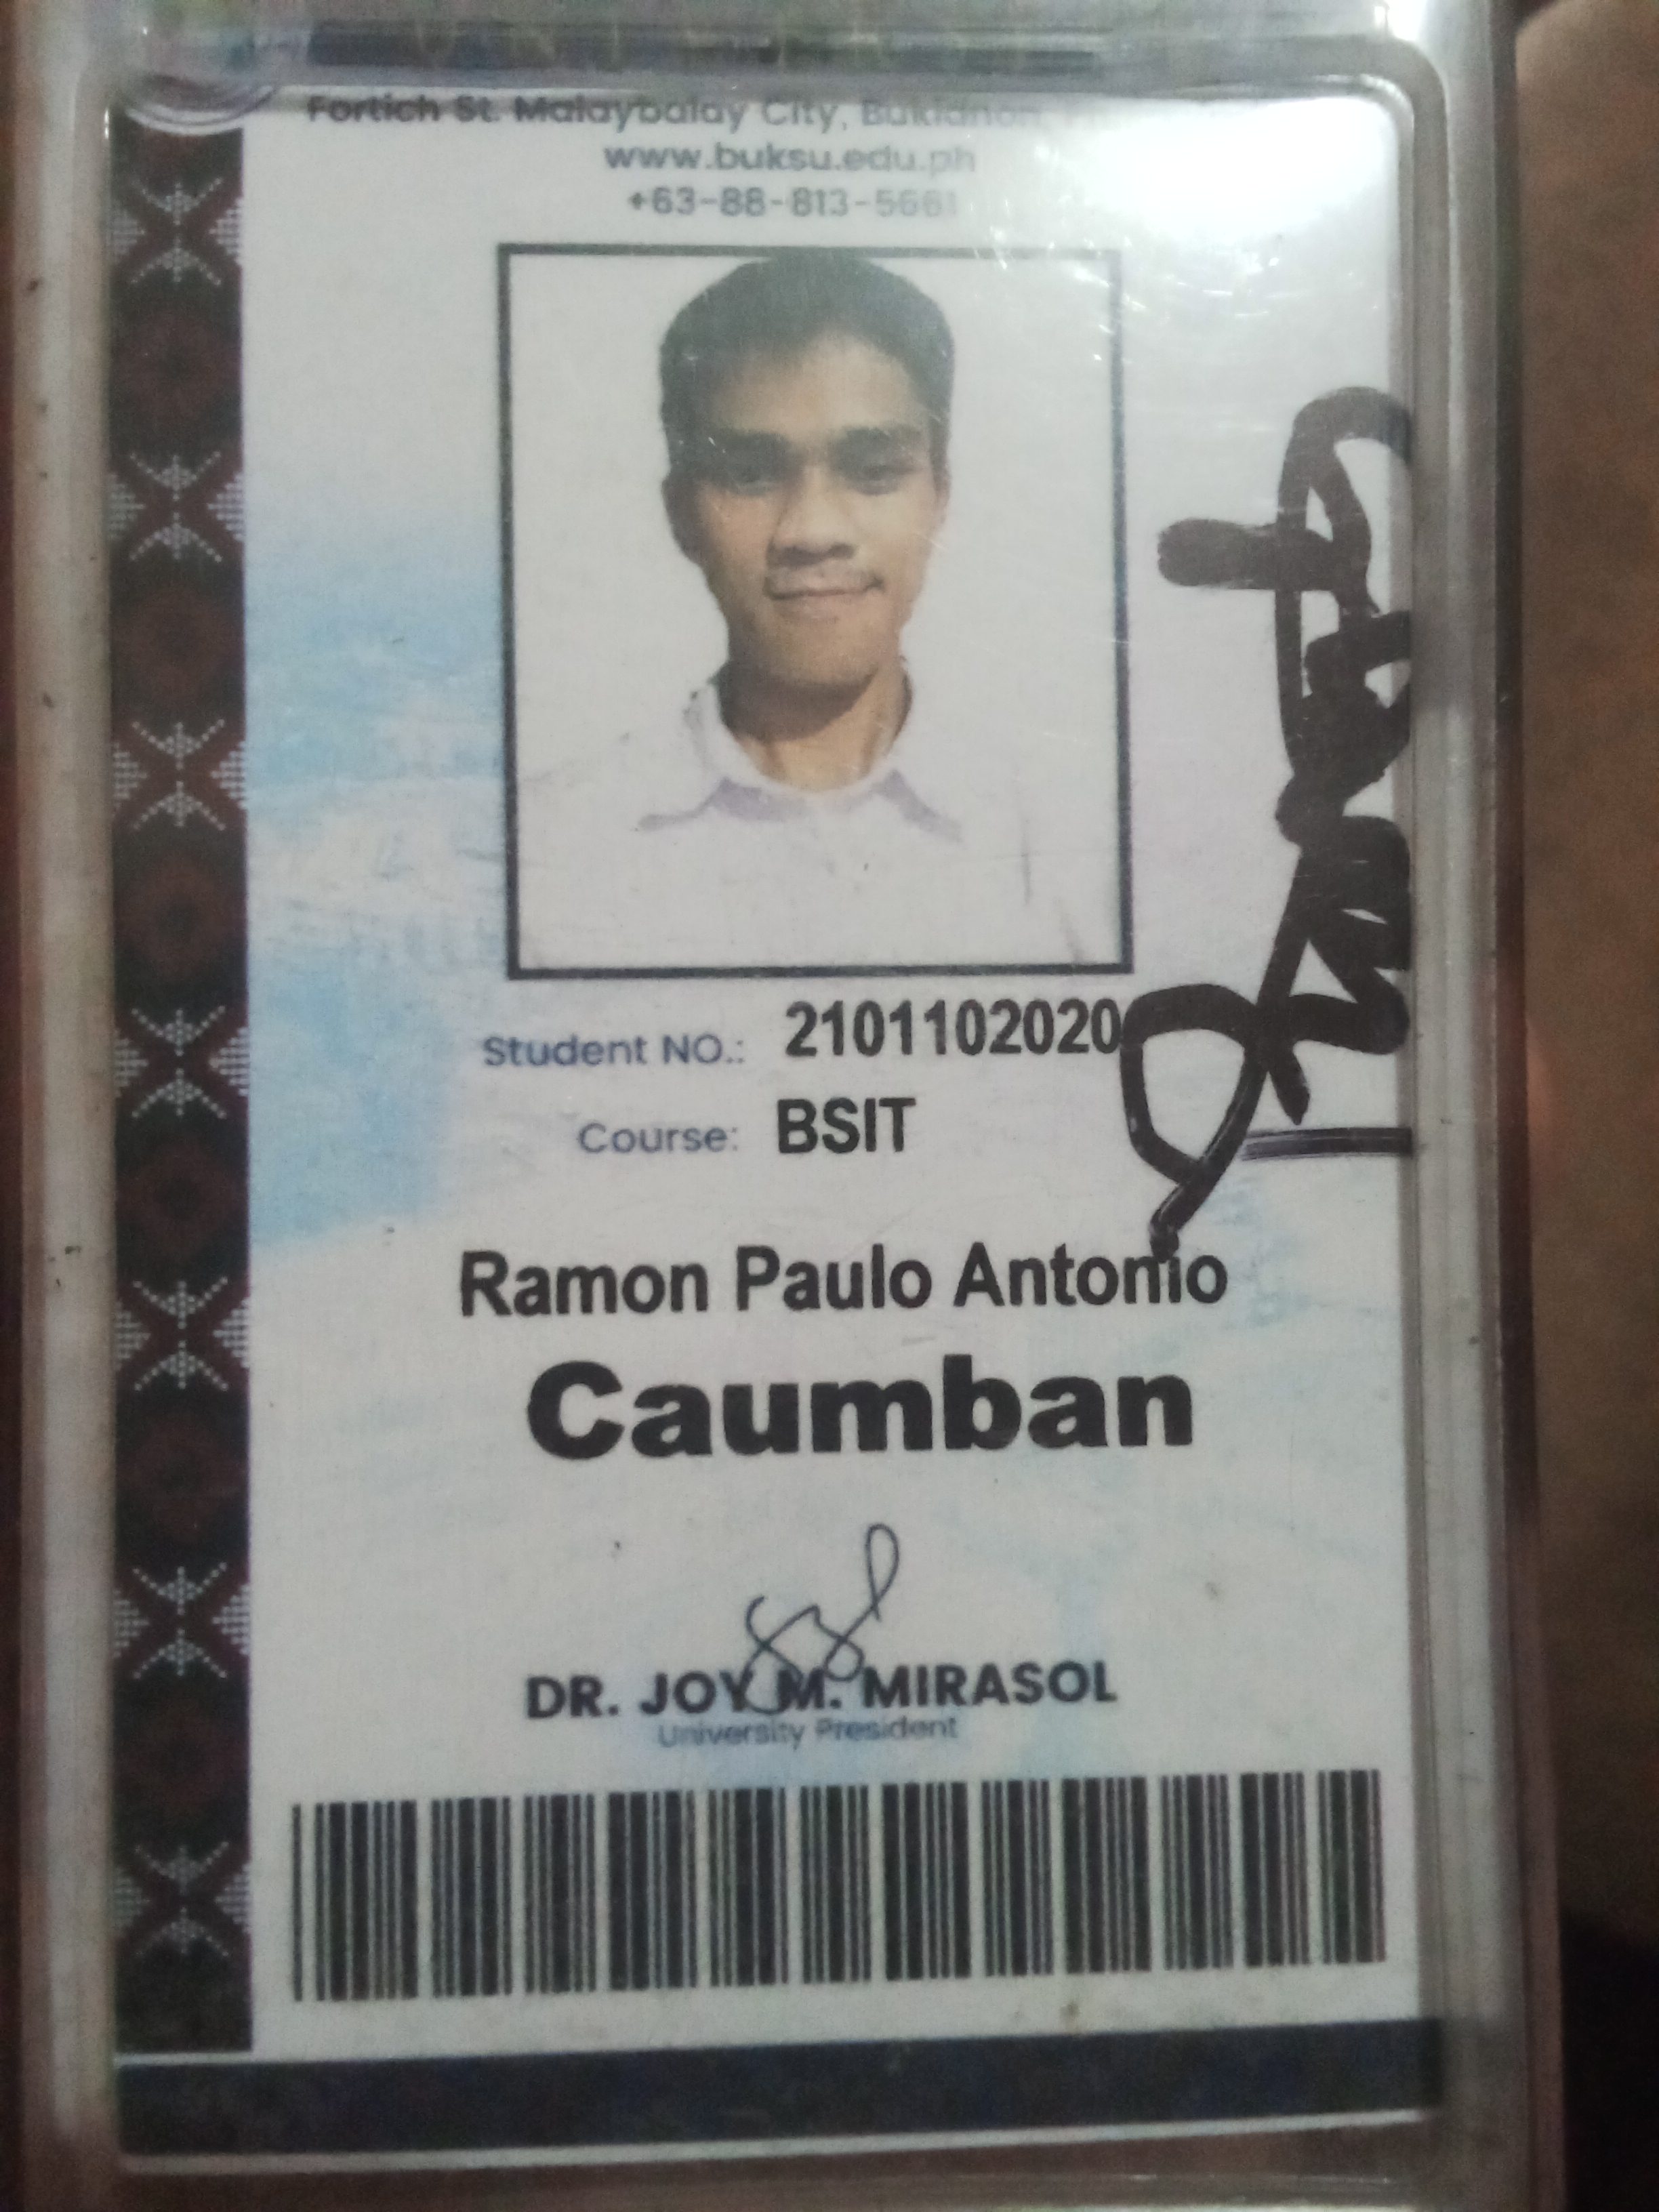 Fortich St. Malaybalay City, Bukidnon,
www.buksu.edu.ph
+63-88-813-5661
Student NO.: 2101102020
Course: BSIT
Ramon Paulo Antonio
Caumban
DR. JOY M. MIRASOL
University President